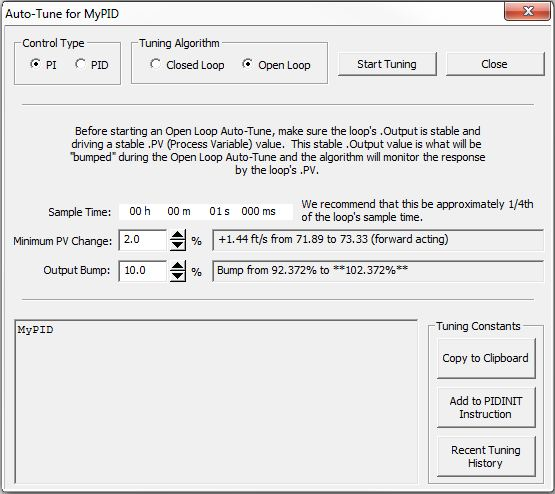 Auto-Tune for MyPID
Control Type
PI
PID
Tuning Algorithm
Closed Loop
Open Loop
Start Tuning
Close
Before starting an Open Loop Auto-Tune, make sure the loop's .Output is stable and
driving a stable .PV (Process Variable) value. This stable .Output value is what will be
"bumped" during the Open Loop Auto-Tune and the algorithm will monitor the response
by the loop's .PV.
Sample Time: 00 h 00 m 01 s 000 ms
We recommend that this be approximately 1/4th
of the loop's sample time.
Minimum PV Change: 2.0 % +1.44 ft/s from 71.89 to 73.33 (forward acting)
Output Bump: 10.0 % Bump from 92.372% to **102.372%**
MyPID
Tuning Constants
Copy to Clipboard
Add to PIDINIT
Instruction
Recent Tuning
History